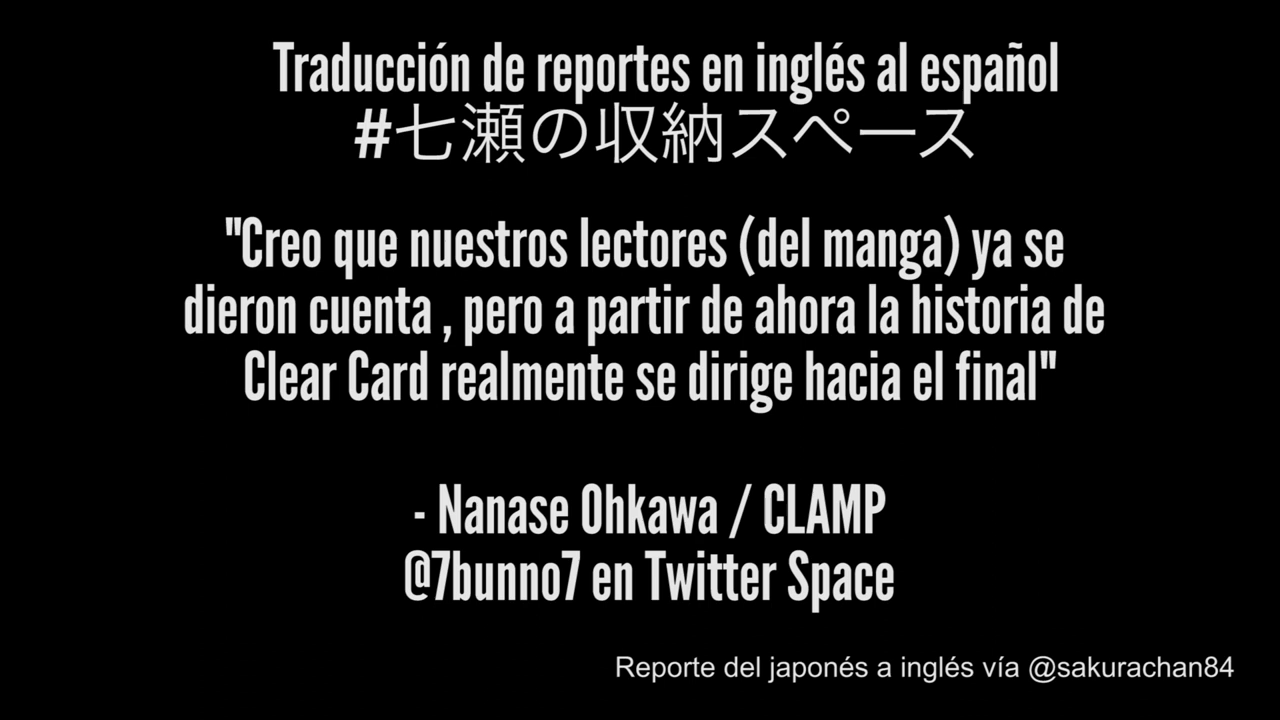 Traducción de reportes en inglés al español
#七瀬の収納スペース
"Creo que nuestros lectores (del manga) ya se
dieron cuenta , pero a partir de ahora la historia de
Clear Card realmente se dirige hacia el final"
- Nanase Ohkawa / CLAMP
@7bunno7 en Twitter Space
Reporte del japonés a inglés vía @sakurachan84